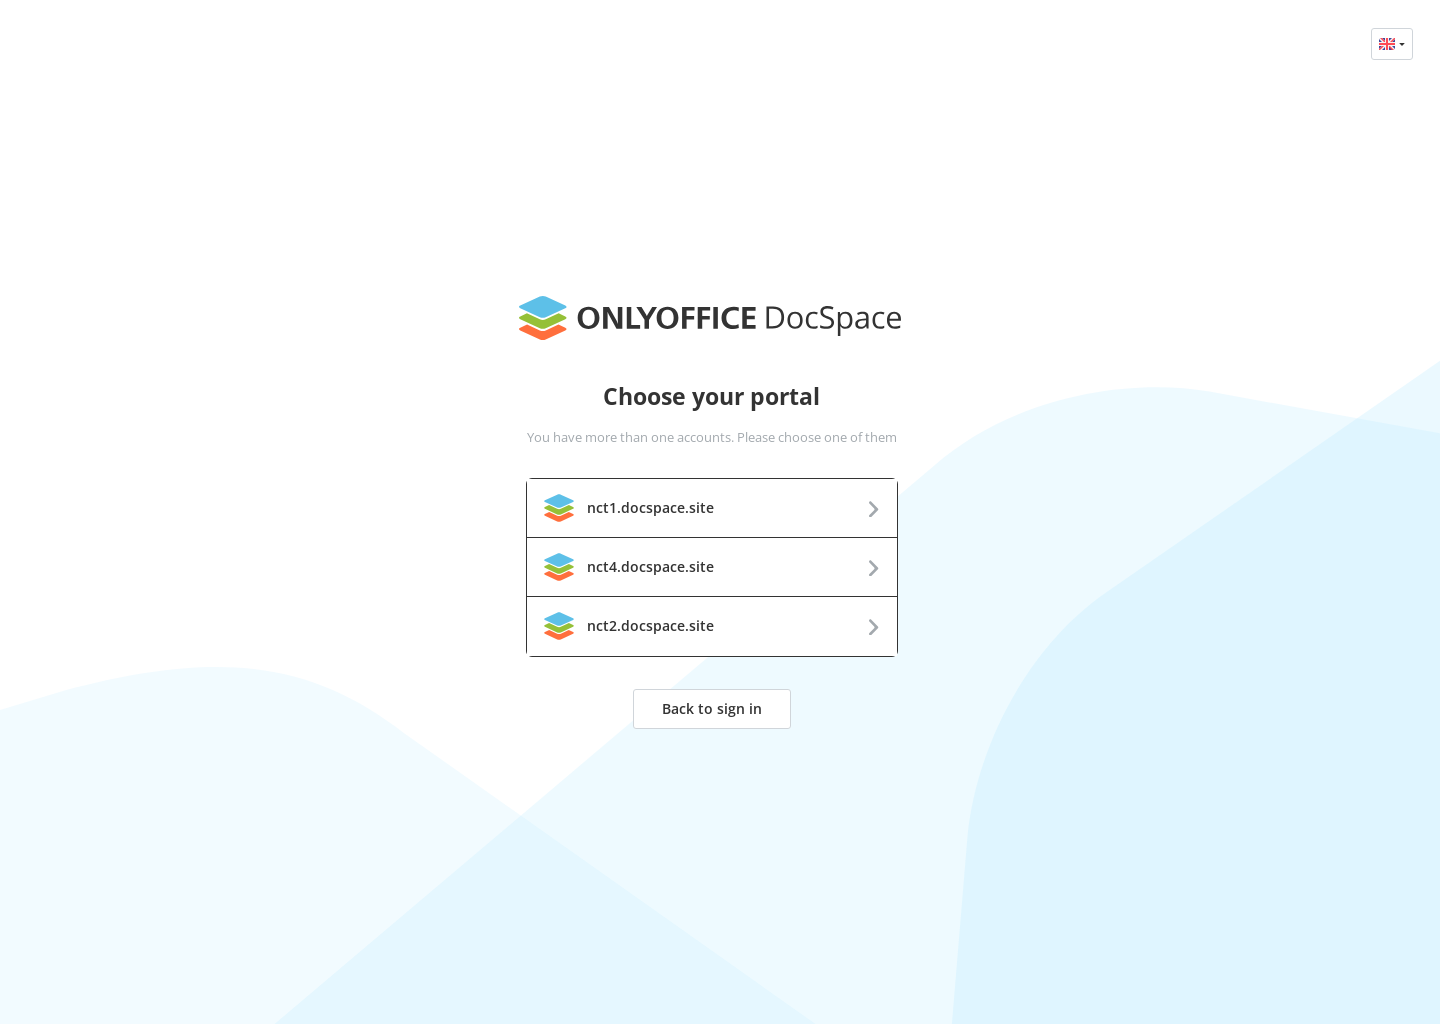 ONLYOFFICE DocSpace
Choose your portal
You have more than one accounts. Please choose one of them
nct1.docspace.site
nct4.docspace.site
nct2.docspace.site
Back to sign in